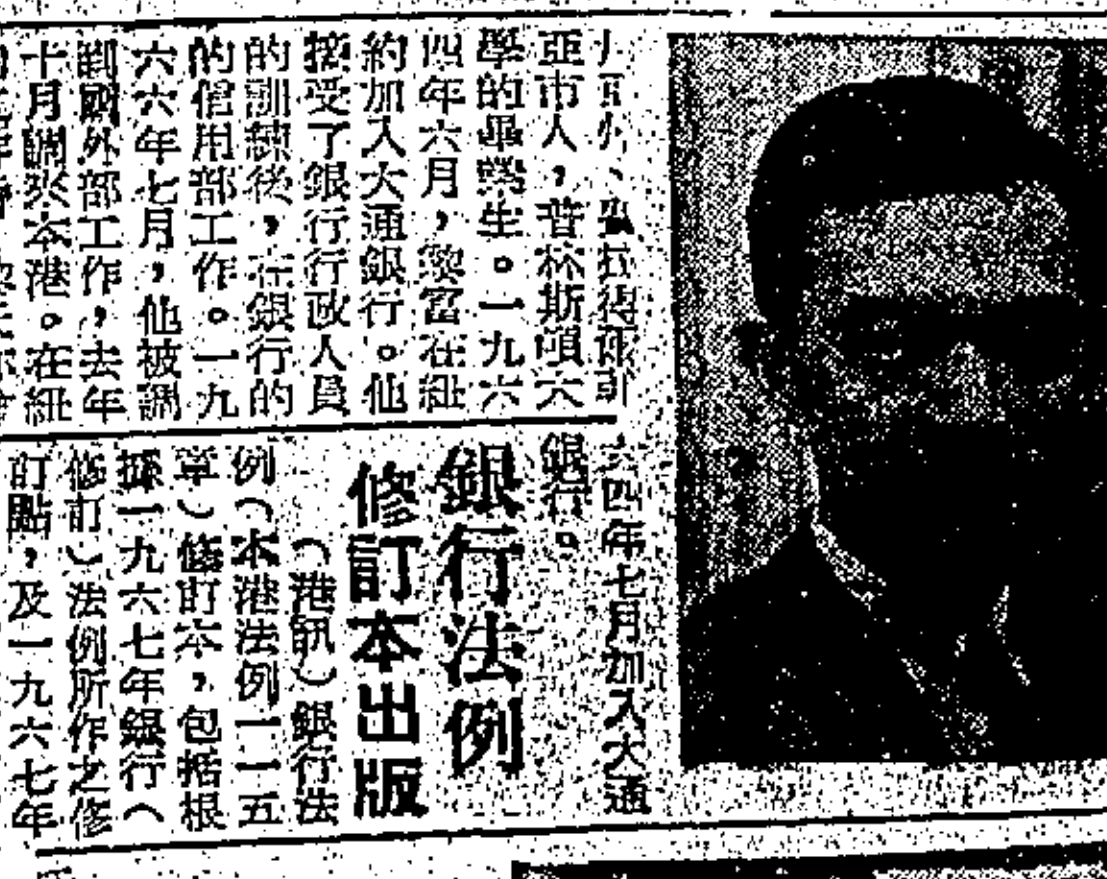 亞市人，普林斯頓大
學的畢業生。一九六
四年六月，黎富在紐
約加入大通銀行。他
接受了銀行行政人員
的訓練後，在銀行的
的信用部工作。一九
六六年七月，他被調
到國外部工作，去年
十月調來本港。在紐
六四年七月加入大通
銀行。
銀行法例
修訂本出版
（港訊）銀行法
例（本港法例一一五
章）修訂本，包括根
據一九六七年銀行（
修訂）法例所作之修
訂點，及一九六七年